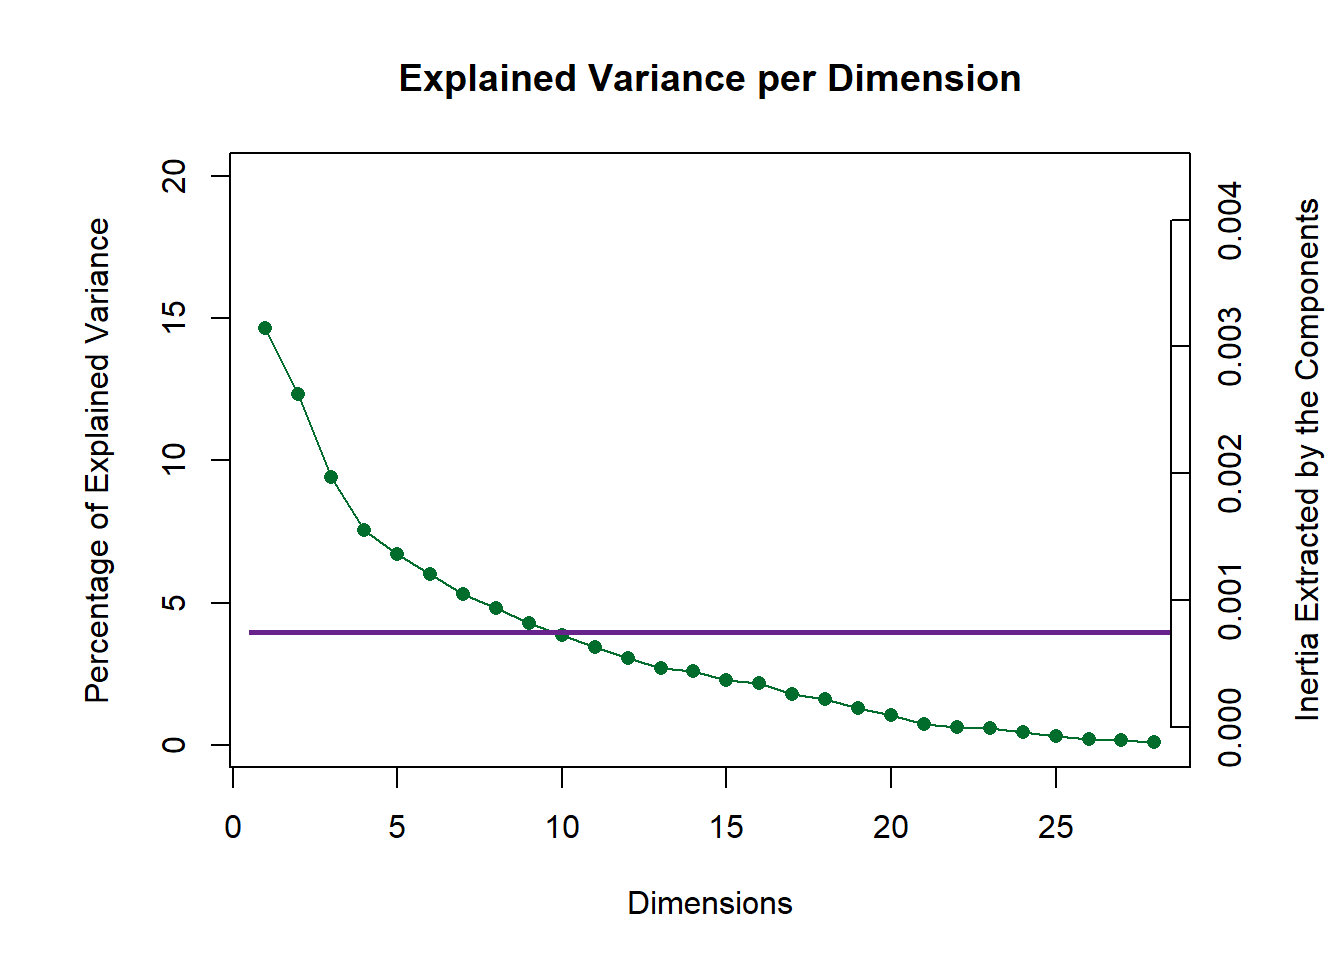 Explained Variance per Dimension
Percentage of Explained Variance
20
15
10
5
0
0 5 10 15 20 25
Dimensions
0.004
0.003
0.002
0.001
0.000
Inertia Extracted by the Components